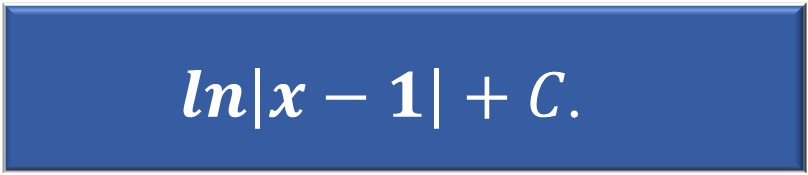 ln|x − 1| + C.